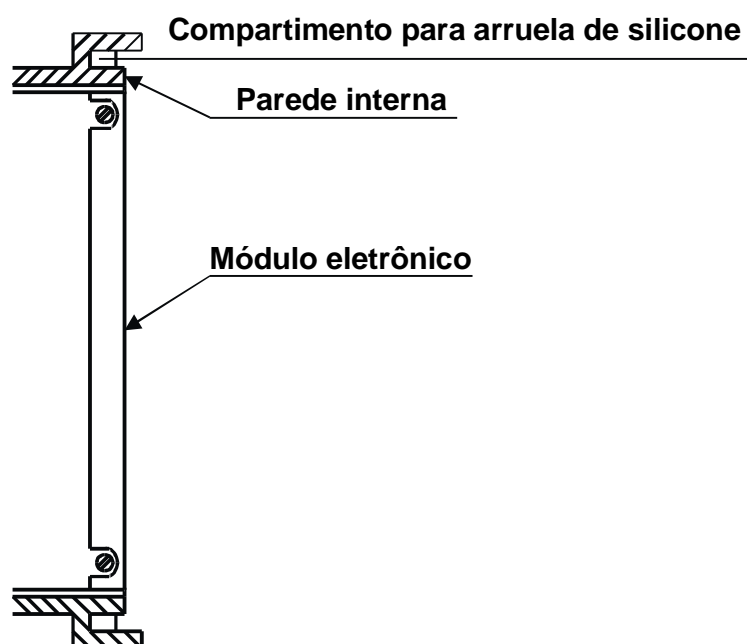 Compartimento para arruela de silicone
Parede interna
Módulo eletrônico